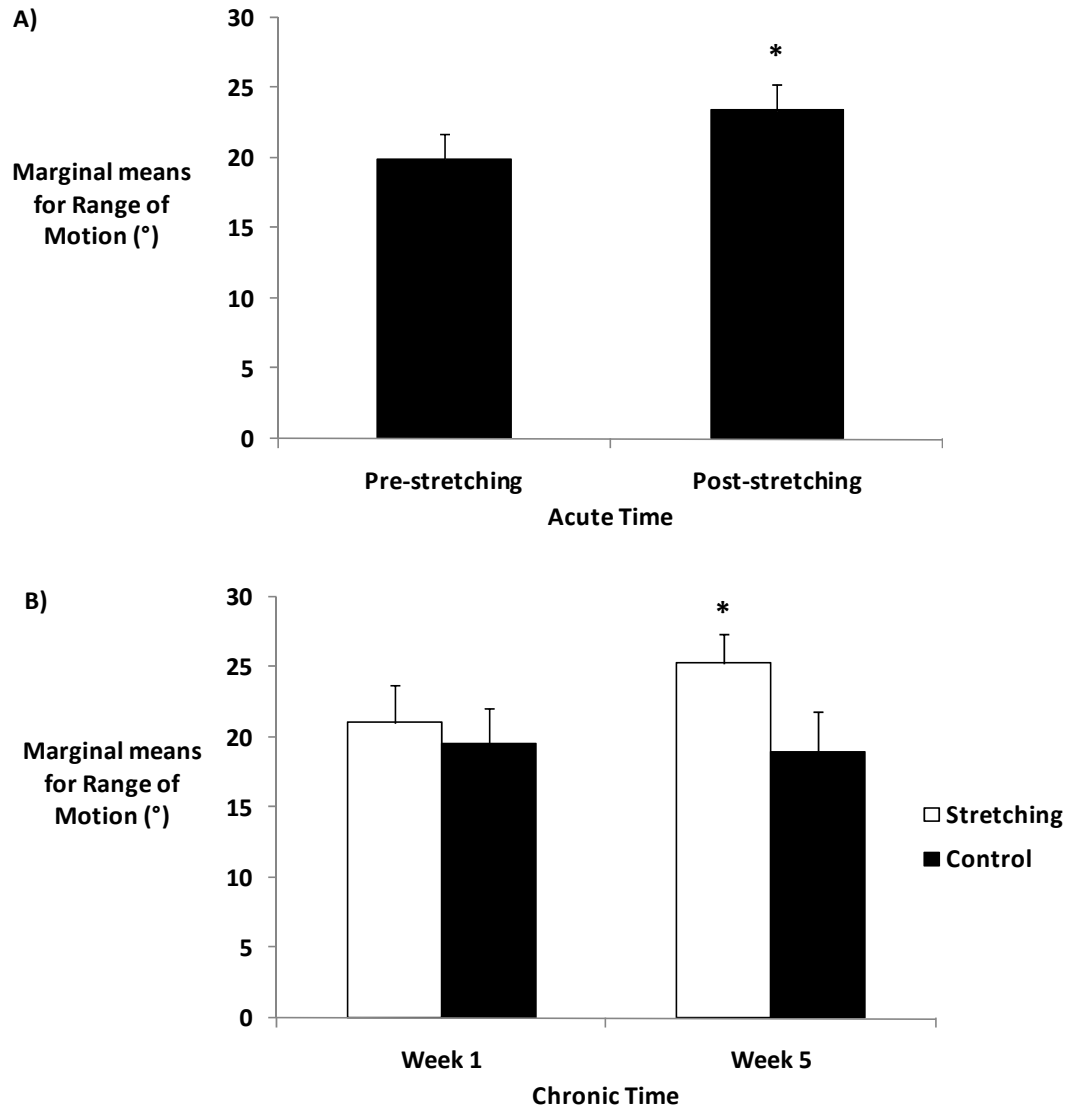 A)
Marginal means
for Range of
Motion (°)
30
25
20
15
10
5
0
*
Pre-stretching
Post-stretching
Acute Time
B)
Marginal means
for Range of
Motion (°)
30
25
20
15
10
5
0
*
Stretching
Control
Week 1
Week 5
Chronic Time